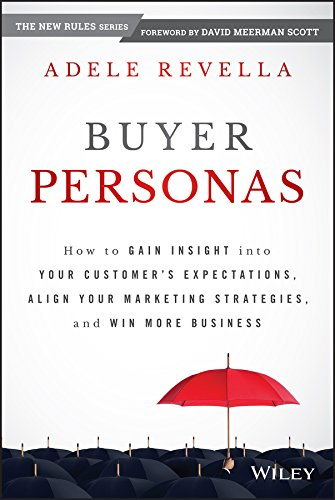 THE NEW RULES SERIES
FOREWORD BY DAVID MEERMAN SCOTT
ADELE REVELLA
BUYER
PERSONAS
How to GAIN INSIGHT into
YOUR CUSTOMER'S EXPECTATIONS,
ALIGN YOUR MARKETING STRATEGIES,
and WIN MORE BUSINESS
WILEY